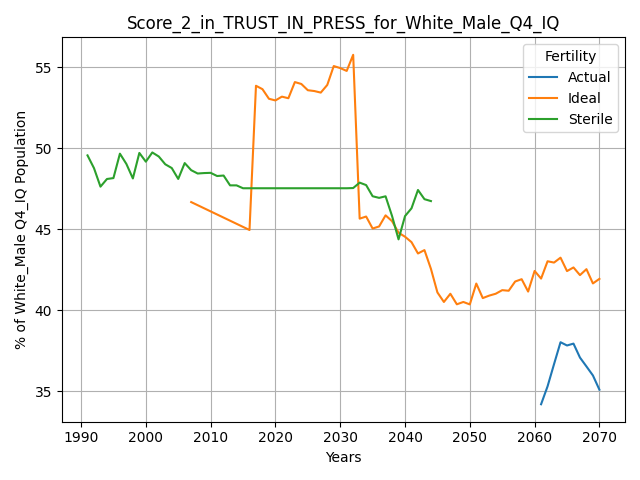 Score_2_in_TRUST_IN_PRESS_for_White_Male_Q4_IQ
Fertility
Actual
Ideal
Sterile
% of White_Male Q4_IQ Population
55
50
45
40
35
1990 2000 2010 2020 2030 2040 2050 2060 2070
Years